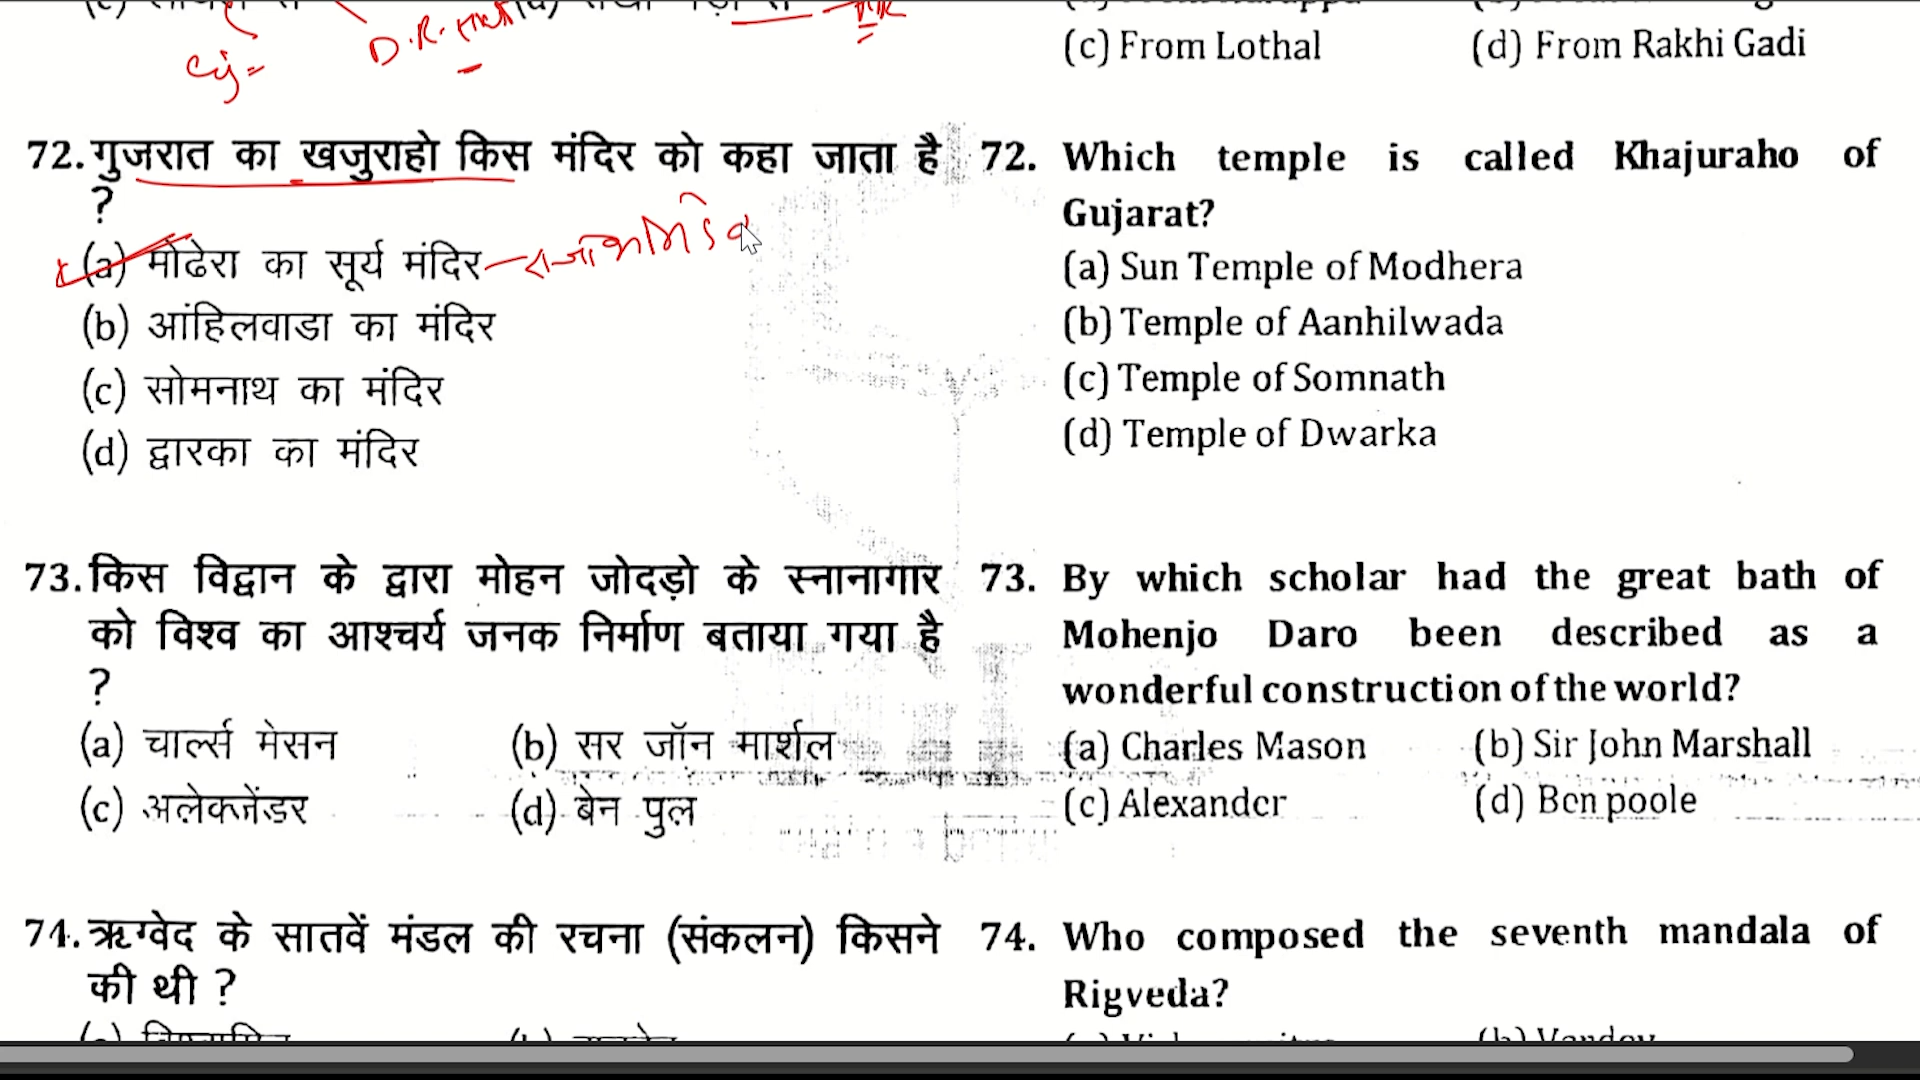 (c) From Lothal (d) From Rakhi Gadi
D.R.
72. गुजरात का खजुराहो किस मंदिर को कहा जाता है
?
(a) मोढेरा का सूर्य मंदिर
(b) आंहिलवाडा का मंदिर
(c) सोमनाथ का मंदिर
(d) द्वारका का मंदिर
73. किस विद्वान के द्वारा मोहन जोदड़ो के स्नानागार
को विश्व का आश्चर्य जनक निर्माण बताया गया है
?
(a) चार्ल्स मेसन (b) सर जॉन मार्शल
(c) अलेक्जेंडर (d) बेन पुल
74. ऋग्वेद के सातवें मंडल की रचना (संकलन) किसने
की थी ?
72. Which temple is called Khajuraho of
Gujarat?
(a) Sun Temple of Modhera
(b) Temple of Aanhilwada
(c) Temple of Somnath
(d) Temple of Dwarka
73. By which scholar had the great bath of
Mohenjo Daro been described as a
wonderful construction of the world?
(a) Charles Mason (b) Sir John Marshall
(c) Alexander (d) Ben poole
74. Who composed the seventh mandala of
Rigveda?